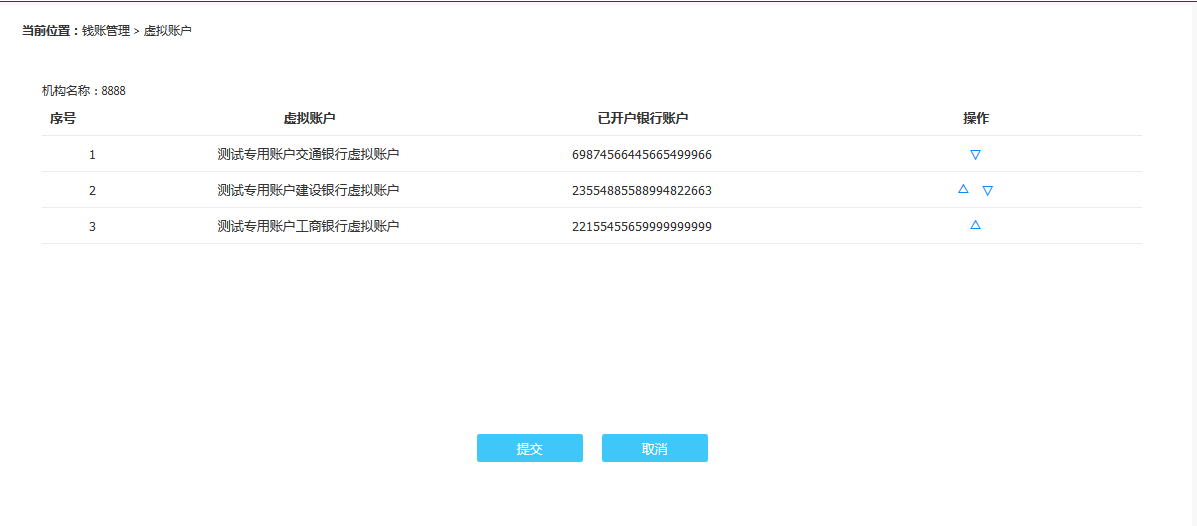 当前位置：钱账管理 > 虚拟账户
机构名称：8888
序号 虚拟账户 已开户银行账户 操作
1 测试专用账户交通银行虚拟账户 69874566445665499966 ▽
2 测试专用账户建设银行虚拟账户 23554885588994822663 △ ▽
3 测试专用账户工商银行虚拟账户 22155455659999999999 △
提交 取消